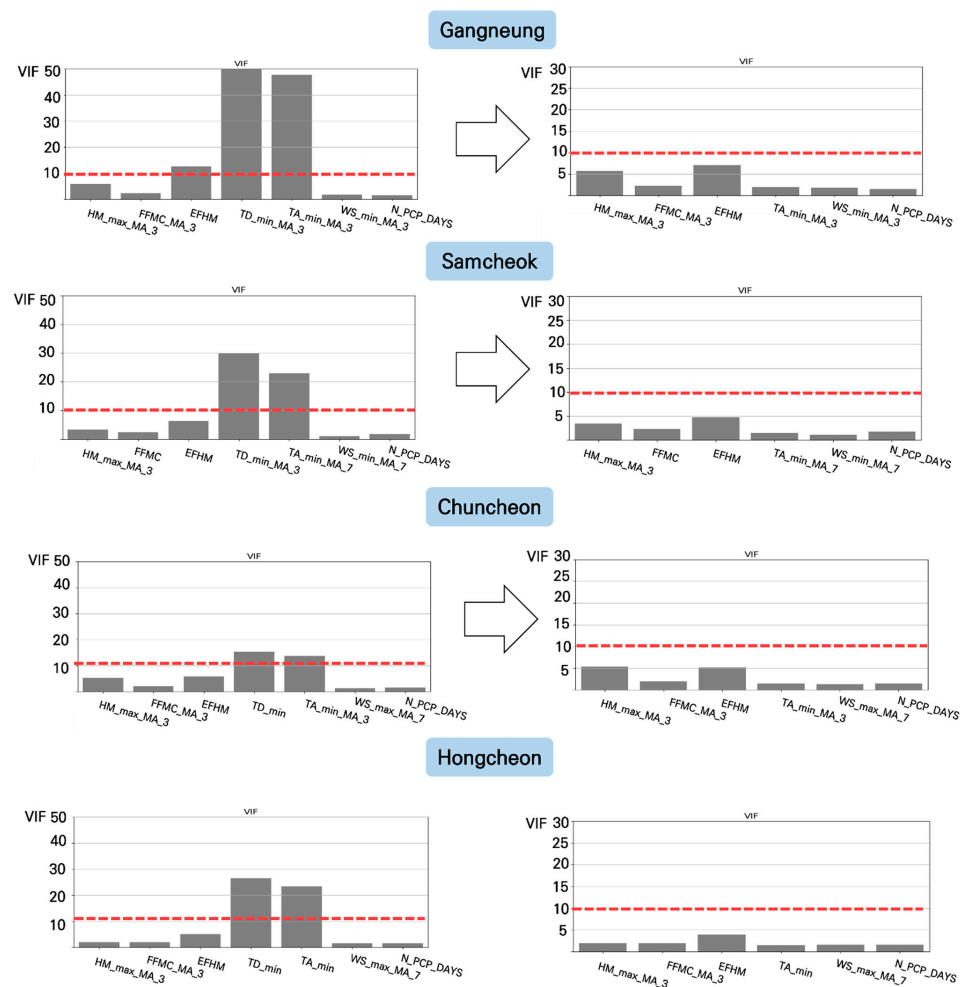 Gangneung
VIF
VIF 50
40
30
20
10
HM_max_MA_3 FFMC_MA_3 EFHM TD_min_MA_3 TA_min_MA_3 WS_min_MA_3 N_PCP_DAYS
VIF
VIF 30
25
20
15
10
5
HM_max_MA_3 FFMC_MA_3 EFHM TA_min_MA_3 WS_min_MA_3 N_PCP_DAYS
Samcheok
VIF
VIF 50
40
30
20
10
HM_max_MA_3 FFMC EFHM TD_min_MA_3 TA_min_MA_7 WS_min_MA_7 N_PCP_DAYS
VIF
VIF 30
25
20
15
10
5
HM_max_MA_3 FFMC EFHM TA_min_MA_7 WS_min_MA_7 N_PCP_DAYS
Chuncheon
VIF
VIF 50
40
30
20
10
HM_max_MA_3 FFMC_MA_3 EFHM TD_min TA_min_MA_3 WS_max_MA_7 N_PCP_DAYS
VIF
VIF 30
25
20
15
10
5
HM_max_MA_3 FFMC_MA_3 EFHM TA_min_MA_3 WS_max_MA_7 N_PCP_DAYS
Hongcheon
VIF
VIF 50
40
30
20
10
HM_max_MA_3 FFMC_MA_3 EFHM TD_min TA_min WS_max_MA_7 N_PCP_DAYS
VIF
VIF 30
25
20
15
10
5
HM_max_MA_3 FFMC_MA_3 EFHM TA_min WS_max_MA_7 N_PCP_DAYS